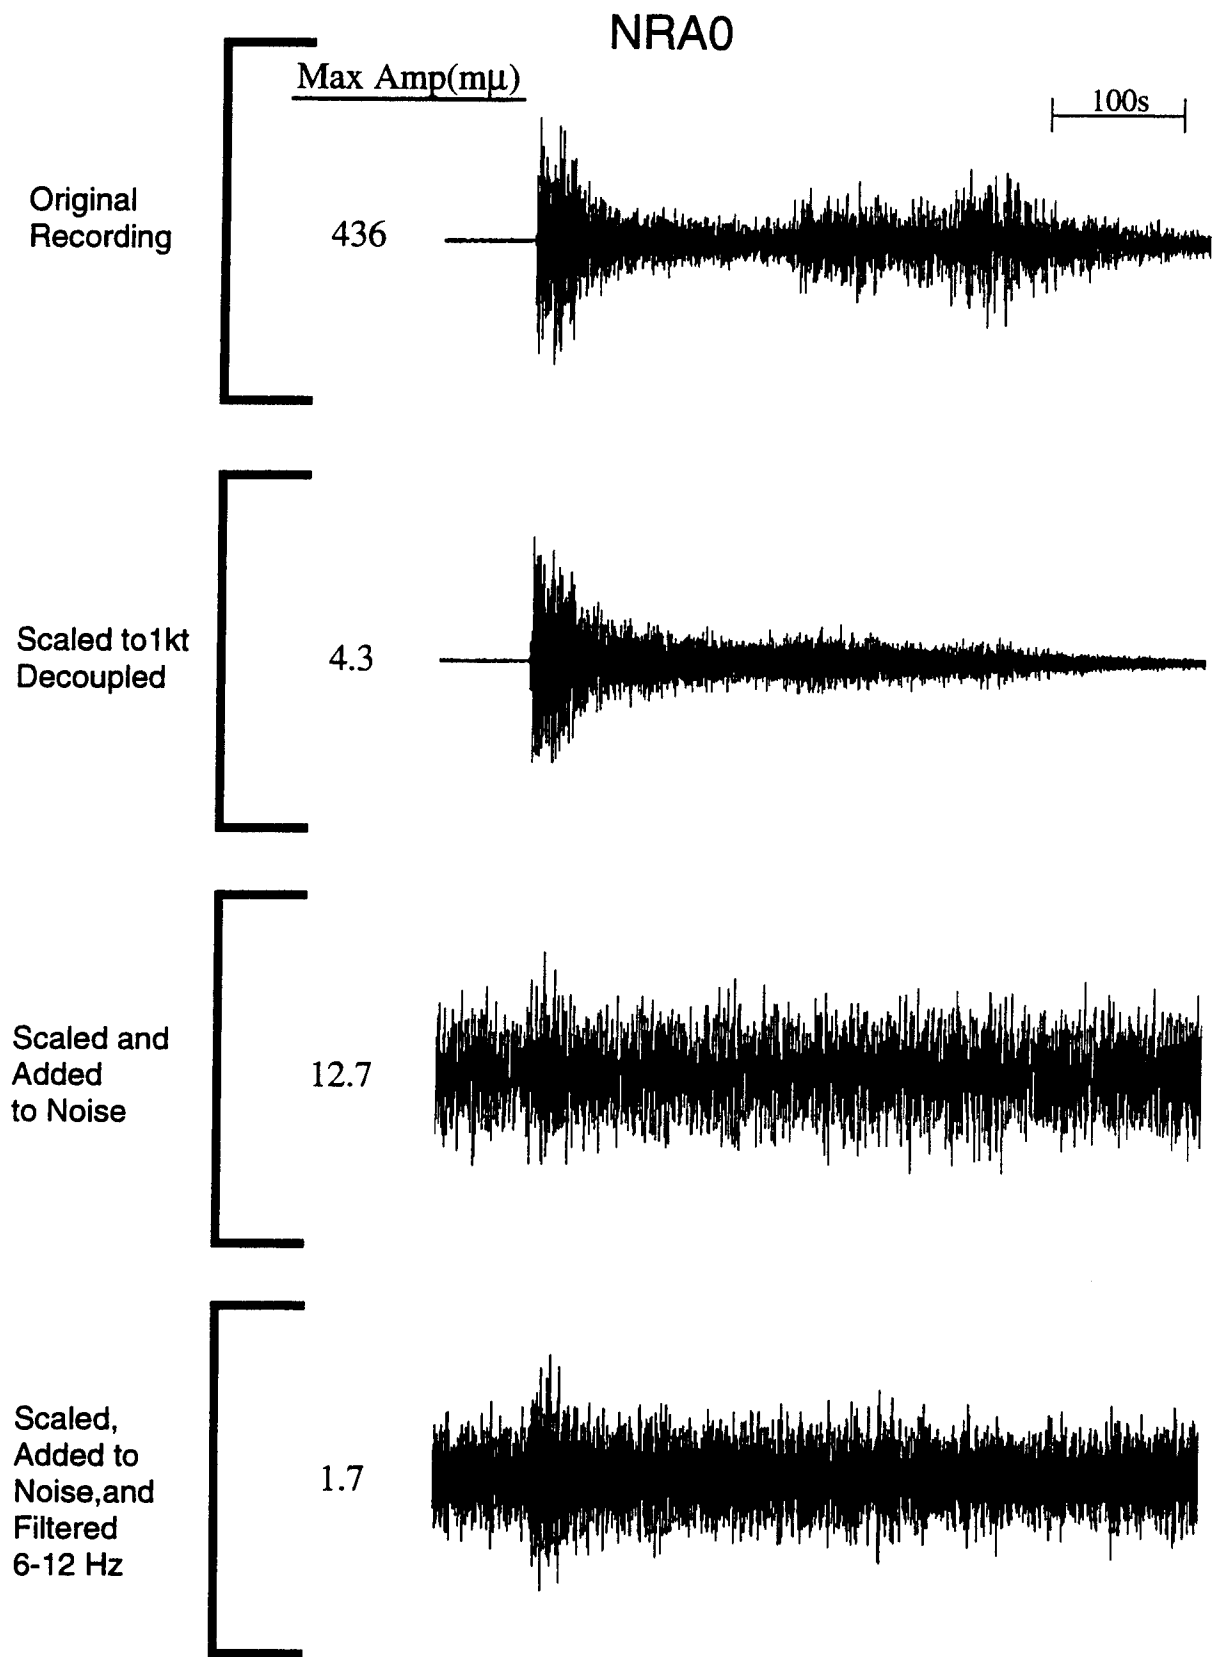 NRA0
Max Amp(mµ)
100s
Original
Recording
436
Scaled to1kt
Decoupled
4.3
Scaled and
Added
to Noise
12.7
Scaled,
Added to
Noise,and
Filtered
6-12 Hz
1.7